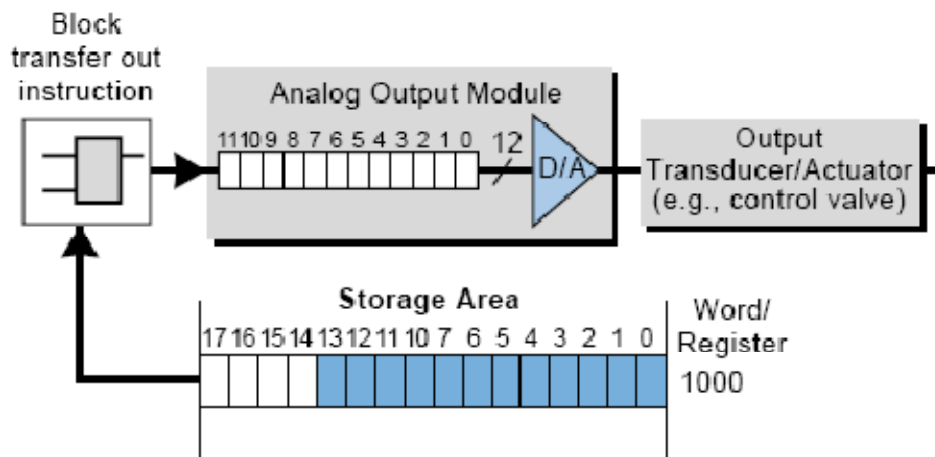 Block
transfer out
instruction
Analog Output Module
11 10 9 8 7 6 5 4 3 2 1 0
12
D/A
Output
Transducer/Actuator
(e.g., control valve)
Storage Area
17 16 15 14 13 12 11 10 7 6 5 4 3 2 1 0
Word/
Register
1000